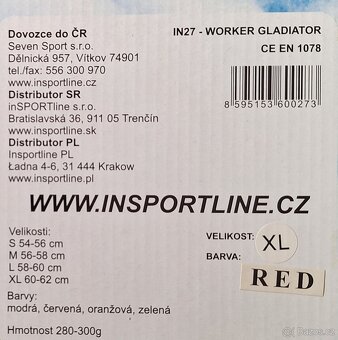 Dovozce do ČR
Seven Sport s.r.o.
Dělnická 957, Vítkov 74901
tel./fax: 556 300 970
Distributor SR
inSPORTline s.r.o.
Bratislavská 36, 911 05 Trenčín
www.insportline.sk
Distributor PL
Insportline PL
Ładna 4-6, 31 444 Krakow
www.insportline.pl
IN27 - WORKER GLADIATOR
CE EN 1078
8 595153 600273
WWW.INSPORTLINE.CZ
Velikosti:
S 54-56 cm
M 56-58 cm
L 58-60 cm
XL 60-62 cm
Barvy:
modrá, červená, oranžová, zelená
Hmotnost 280-300g
VELIKOST: XL
BARVA:
RED
Sbazar.cz